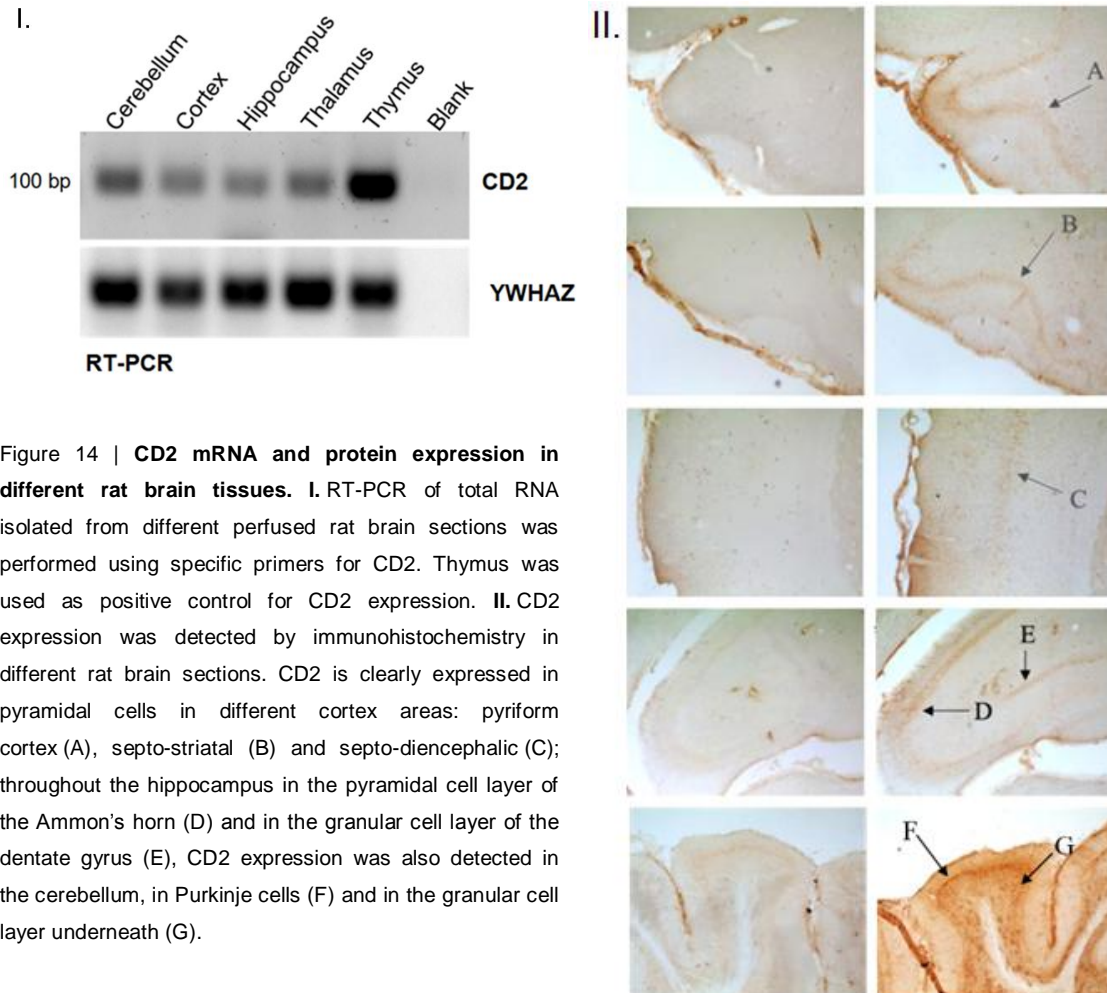 I.
Cerebellum
Cortex
Hippocampus
Thalamus
Thymus
Blank
100 bp
CD2
YWHAZ
RT-PCR
Figure 14 | CD2 mRNA and protein expression in
different rat brain tissues. I. RT-PCR of total RNA
isolated from different perfused rat brain sections was
performed using specific primers for CD2. Thymus was
used as positive control for CD2 expression. II. CD2
expression was detected by immunohistochemistry in
different rat brain sections. CD2 is clearly expressed in
pyramidal cells in different cortex areas: pyriform
cortex (A), septo-striatal (B) and septo-diencephalic (C);
throughout the hippocampus in the pyramidal cell layer of
the Ammon's horn (D) and in the granular cell layer of the
dentate gyrus (E), CD2 expression was also detected in
the cerebellum, in Purkinje cells (F) and in the granular cell
layer underneath (G).
II.
A
B
C
E
D
F
G